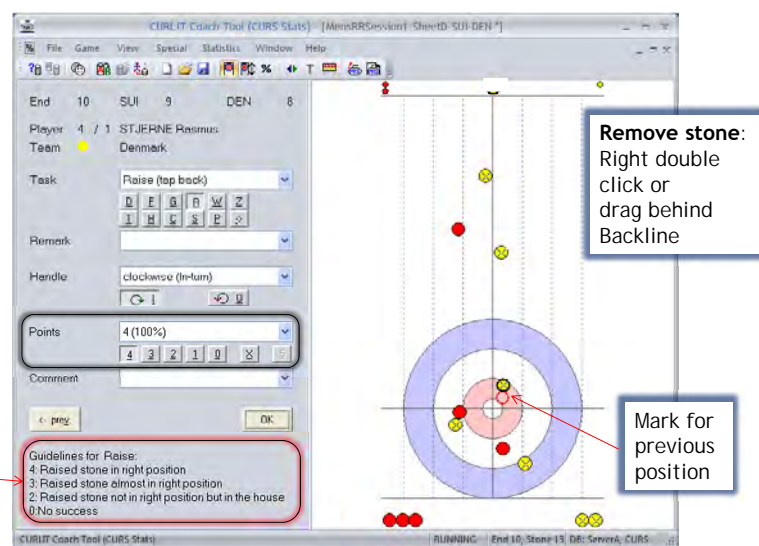 CURLIT Coach Tool (CURS Stats) - [MensRRSession1 SheetD-SUI-DEN *]
File Game View Special Statistics Window Help
End 10 SUI 9 DEN 8
Player 4 / 1 STJERNE Rasmus
Team Denmark
Task Raise (tap back)
D F G R W Z
I H C S P
Remark
Handle clockwise (In-turn)
I U
Points 4 (100%)
4 3 2 1 0 X 5
Comment
<- prev OK
Guidelines for Raise:
4: Raised stone in right position
3: Raised stone almost in right position
2: Raised stone not in right position but in the house
0:No success
Remove stone:
Right double
click or
drag behind
Backline
Mark for
previous
position
CURLIT Coach Tool (CURS Stats) RUNNING End 10, Stone 13, DB: ServerA, CURS